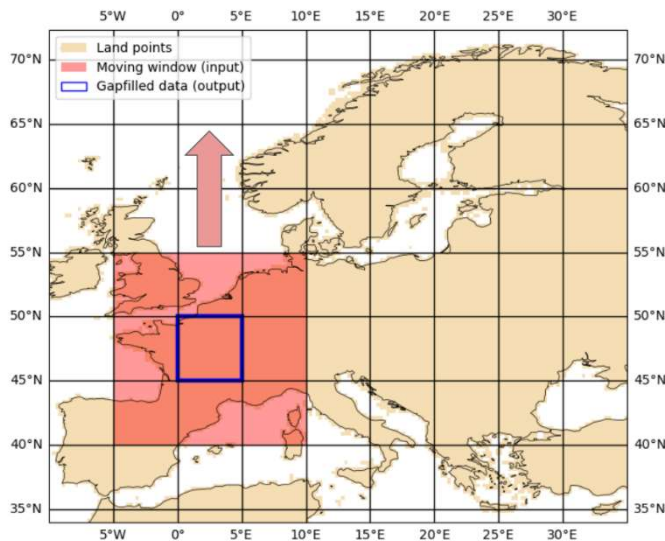 5°W 0° 5°E 10°E 15°E 20°E 25°E 30°E
Land points
Moving window (input)
Gapfilled data (output)
70°N 70°N
65°N 65°N
60°N 60°N
55°N 55°N
50°N 50°N
45°N 45°N
40°N 40°N
35°N 35°N
5°W 0° 5°E 10°E 15°E 20°E 25°E 30°E